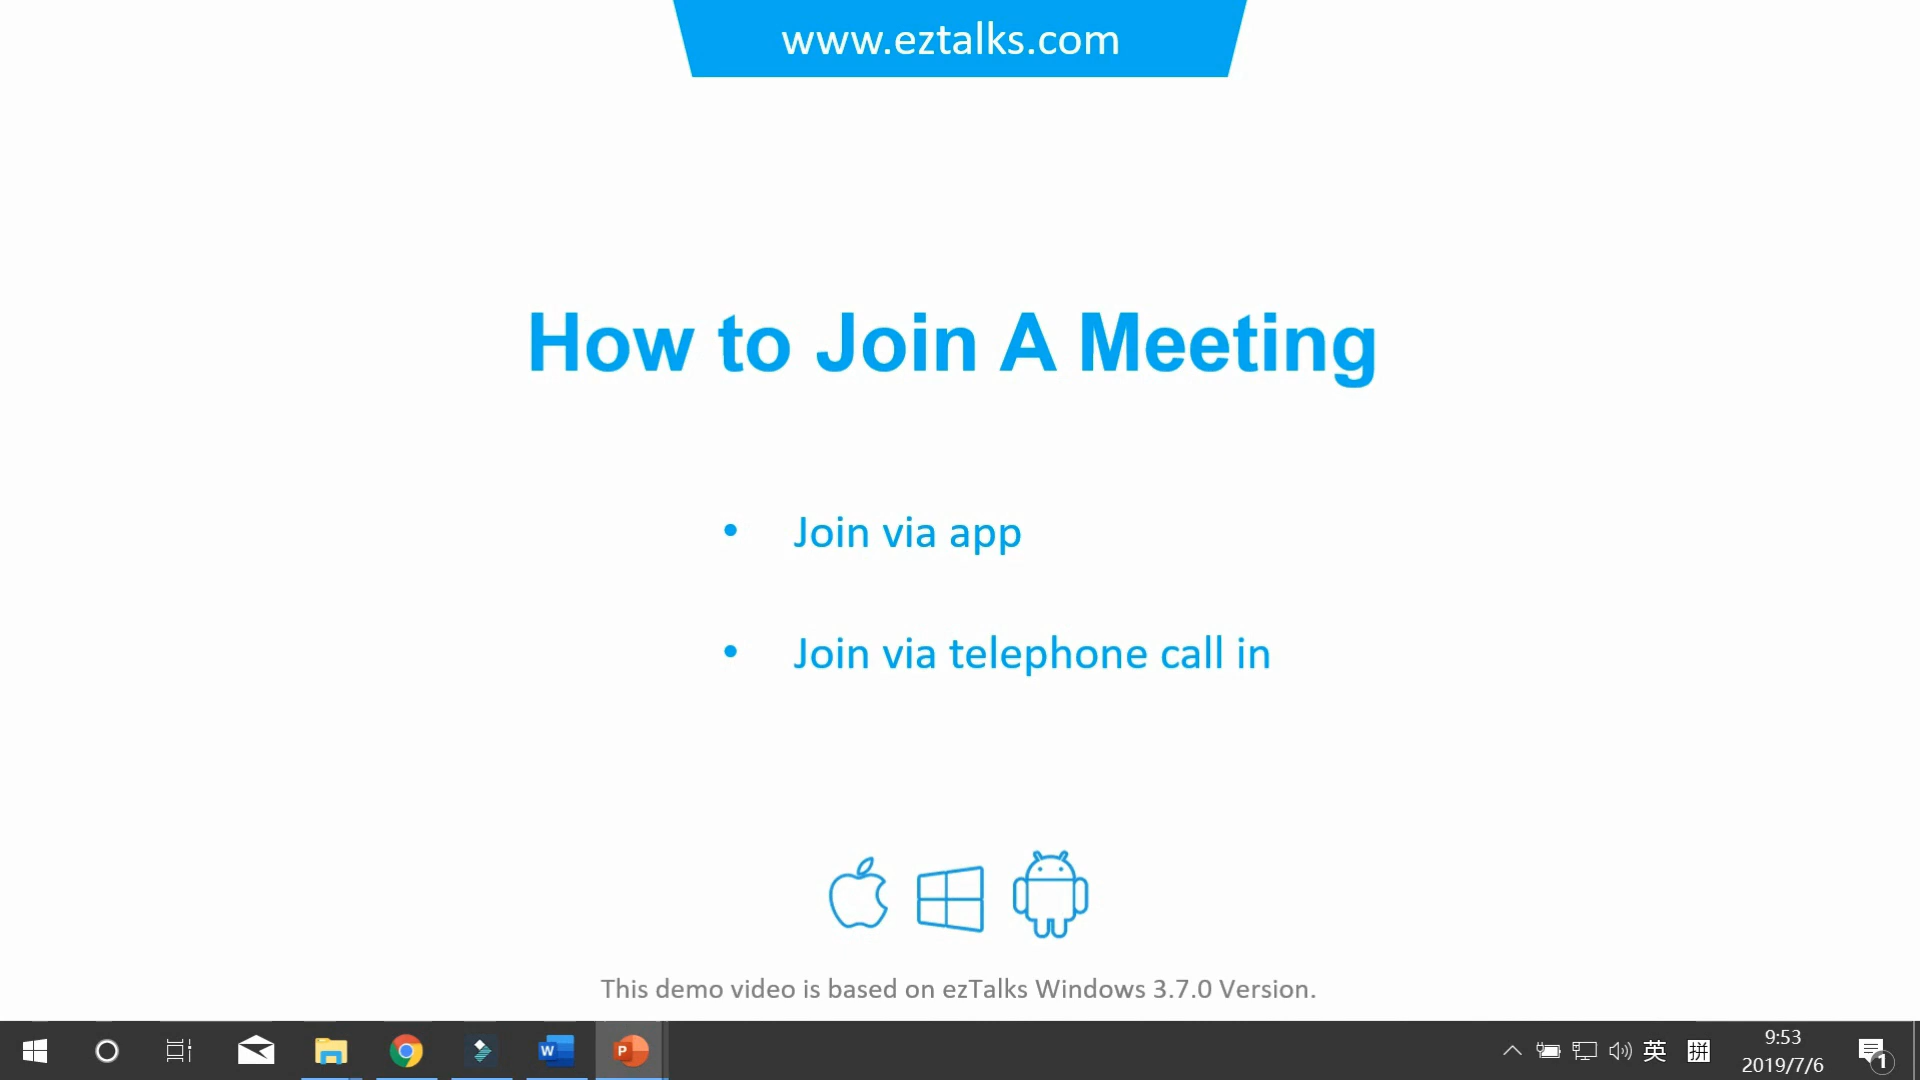 www.eztalks.com
How to Join A Meeting
• Join via app
• Join via telephone call in
This demo video is based on ezTalks Windows 3.7.0 Version.
W
P
英
拼
9:53
2019/7/6
1